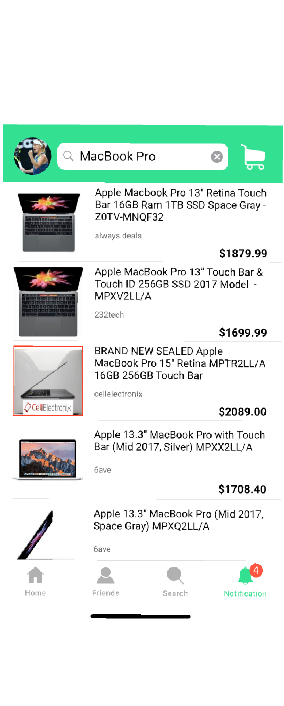 MacBook Pro
Apple Macbook Pro 13" Retina Touch
Bar 16GB Ram 1TB SSD Space Gray -
Z0TV-MNQF32
always deals
$1879.99
Apple MacBook Pro 13” Touch Bar &
Touch ID 256GB SSD 2017 Model -
MPXV2LL/A
232tech
$1699.99
BRAND NEW SEALED Apple
MacBook Pro 15" Retina MPTR2LL/A
16GB 256GB Touch Bar
CellElectronix
cellelectronix
$2089.00
Apple 13.3" MacBook Pro with Touch
Bar (Mid 2017, Silver) MPXX2LL/A
6ave
$1708.40
Apple 13.3" MacBook Pro (Mid 2017,
Space Gray) MPXQ2LL/A
6ave
4
Home
Friends
Search
Notification